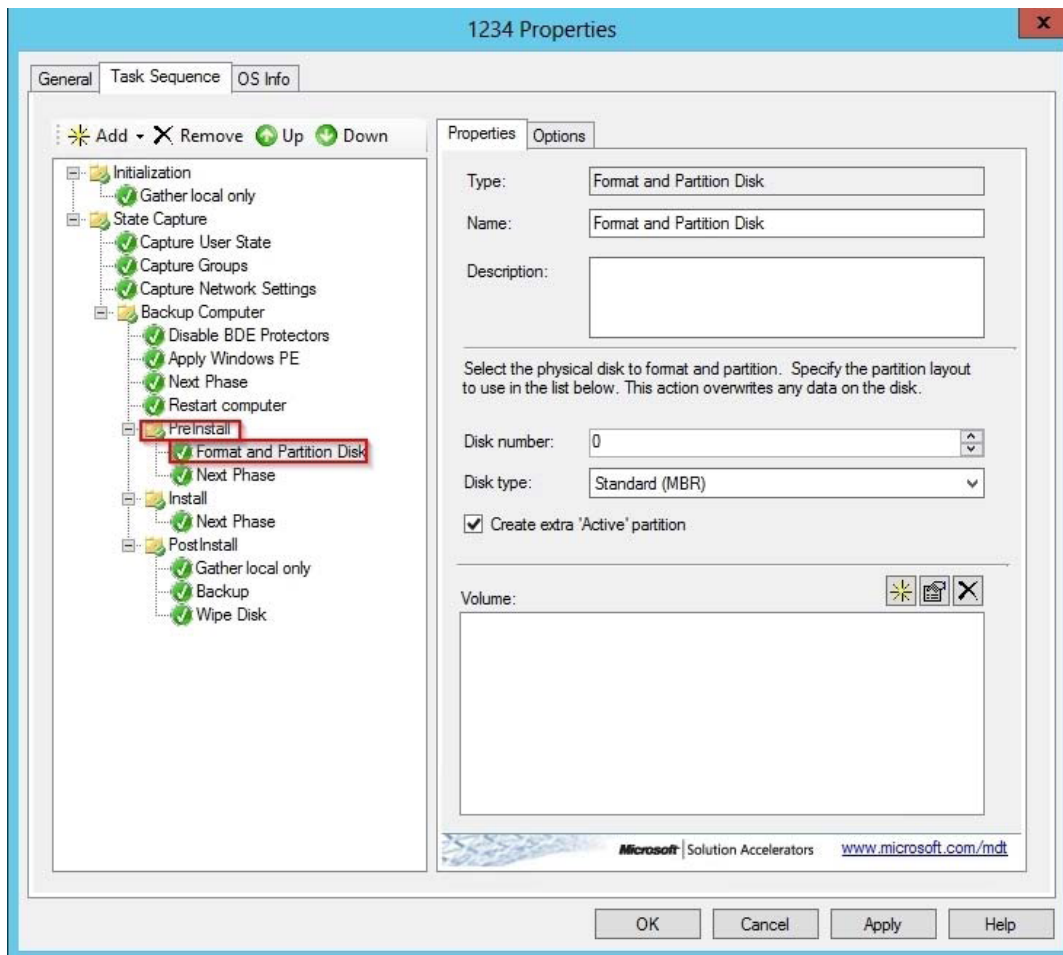 1234 Properties
x
General
Task Sequence
OS Info
Add
Remove
Up
Down
Initialization
Gather local only
State Capture
Capture User State
Capture Groups
Capture Network Settings
Backup Computer
Disable BDE Protectors
Apply Windows PE
Next Phase
Restart computer
PreInstall
Format and Partition Disk
Next Phase
Install
Next Phase
PostInstall
Gather local only
Backup
Wipe Disk
Properties
Options
Type: Format and Partition Disk
Name: Format and Partition Disk
Description:
Select the physical disk to format and partition. Specify the partition layout
to use in the list below. This action overwrites any data on the disk.
Disk number: 0
Disk type: Standard (MBR)
Create extra 'Active' partition
Volume:
Microsoft | Solution Accelerators www.microsoft.com/mdt
OK
Cancel
Apply
Help